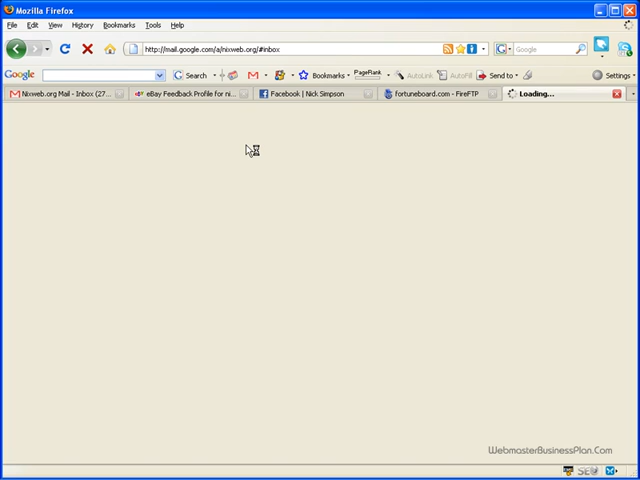 Mozilla Firefox
File Edit View History Bookmarks Tools Help
http://mail.google.com/a/nixweb.org/#inbox
Google
Google Search Bookmarks PageRank AutoLink AutoFill Send to Settings
Nixweb.org Mail - Inbox (27... eBay Feedback Profile for ni... Facebook | Nick Simpson fortuneboard.com - FireFTP Loading...
WebmasterBusinessPlan.Com
SEO